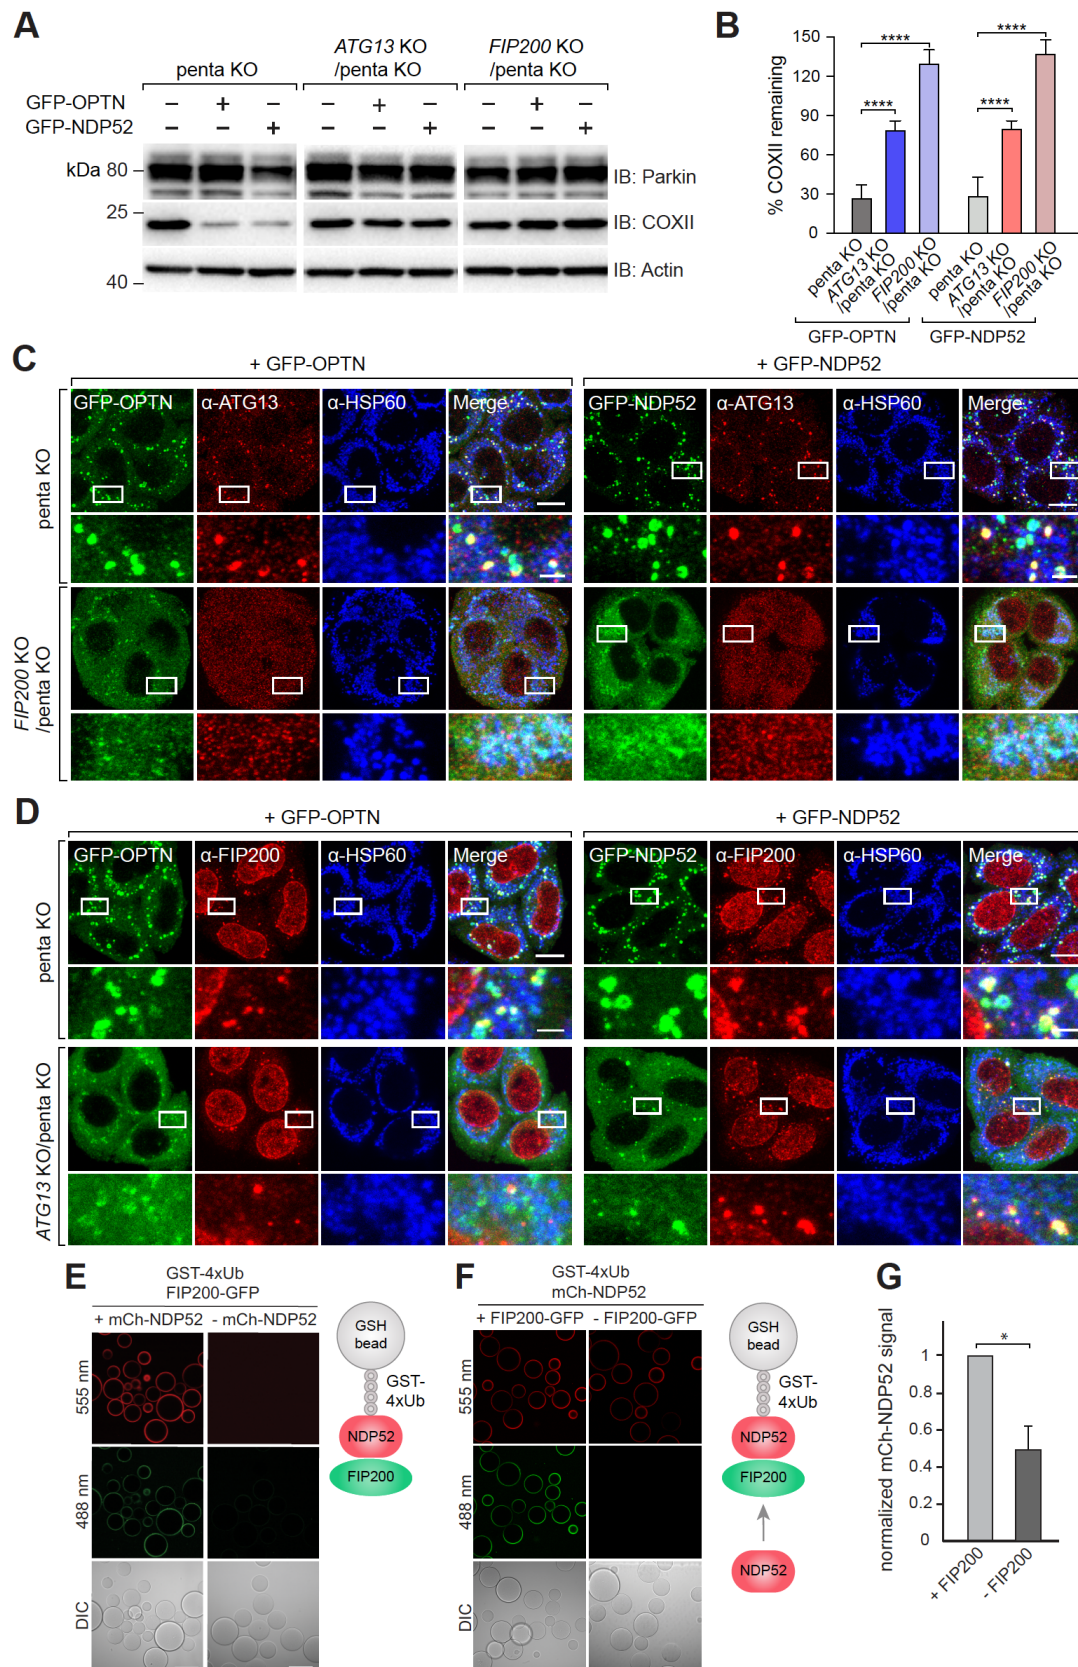 A
penta KO
ATG13 KO
/penta KO
FIP200 KO
/penta KO
GFP-OPTN – + – – + – – + –
GFP-NDP52 – – + – – + – – +
kDa 80
IB: Parkin
25
IB: COXII
40
IB: Actin
B
% COXII remaining
150
120
90
60
30
0
****
****
****
****
penta KO
ATG13 KO
/penta KO
FIP200 KO
/penta KO
penta KO
ATG13 KO
/penta KO
FIP200 KO
/penta KO
GFP-OPTN
GFP-NDP52
C
+ GFP-OPTN
+ GFP-NDP52
GFP-OPTN α-ATG13 α-HSP60 Merge
GFP-NDP52 α-ATG13 α-HSP60 Merge
penta KO
FIP200 KO
/penta KO
D
+ GFP-OPTN
+ GFP-NDP52
GFP-OPTN α-FIP200 α-HSP60 Merge
GFP-NDP52 α-FIP200 α-HSP60 Merge
penta KO
ATG13 KO/penta KO
E
GST-4xUb
FIP200-GFP
+ mCh-NDP52 - mCh-NDP52
555 nm
488 nm
DIC
GSH
bead
GST-
4xUb
NDP52
FIP200
F
GST-4xUb
mCh-NDP52
+ FIP200-GFP - FIP200-GFP
555 nm
488 nm
DIC
GSH
bead
GST-
4xUb
NDP52
FIP200
NDP52
G
normalized mCh-NDP52 signal
1
0.8
0.6
0.4
0.2
0
*
+ FIP200
- FIP200